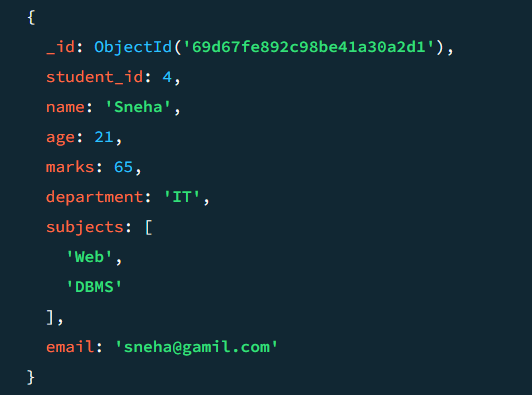 {
_id: ObjectId('69d67fe892c98be41a30a2d1'),
student_id: 4,
name: 'Sneha',
age: 21,
marks: 65,
department: 'IT',
subjects: [
'Web',
'DBMS'
],
email: 'sneha@gamil.com'
}